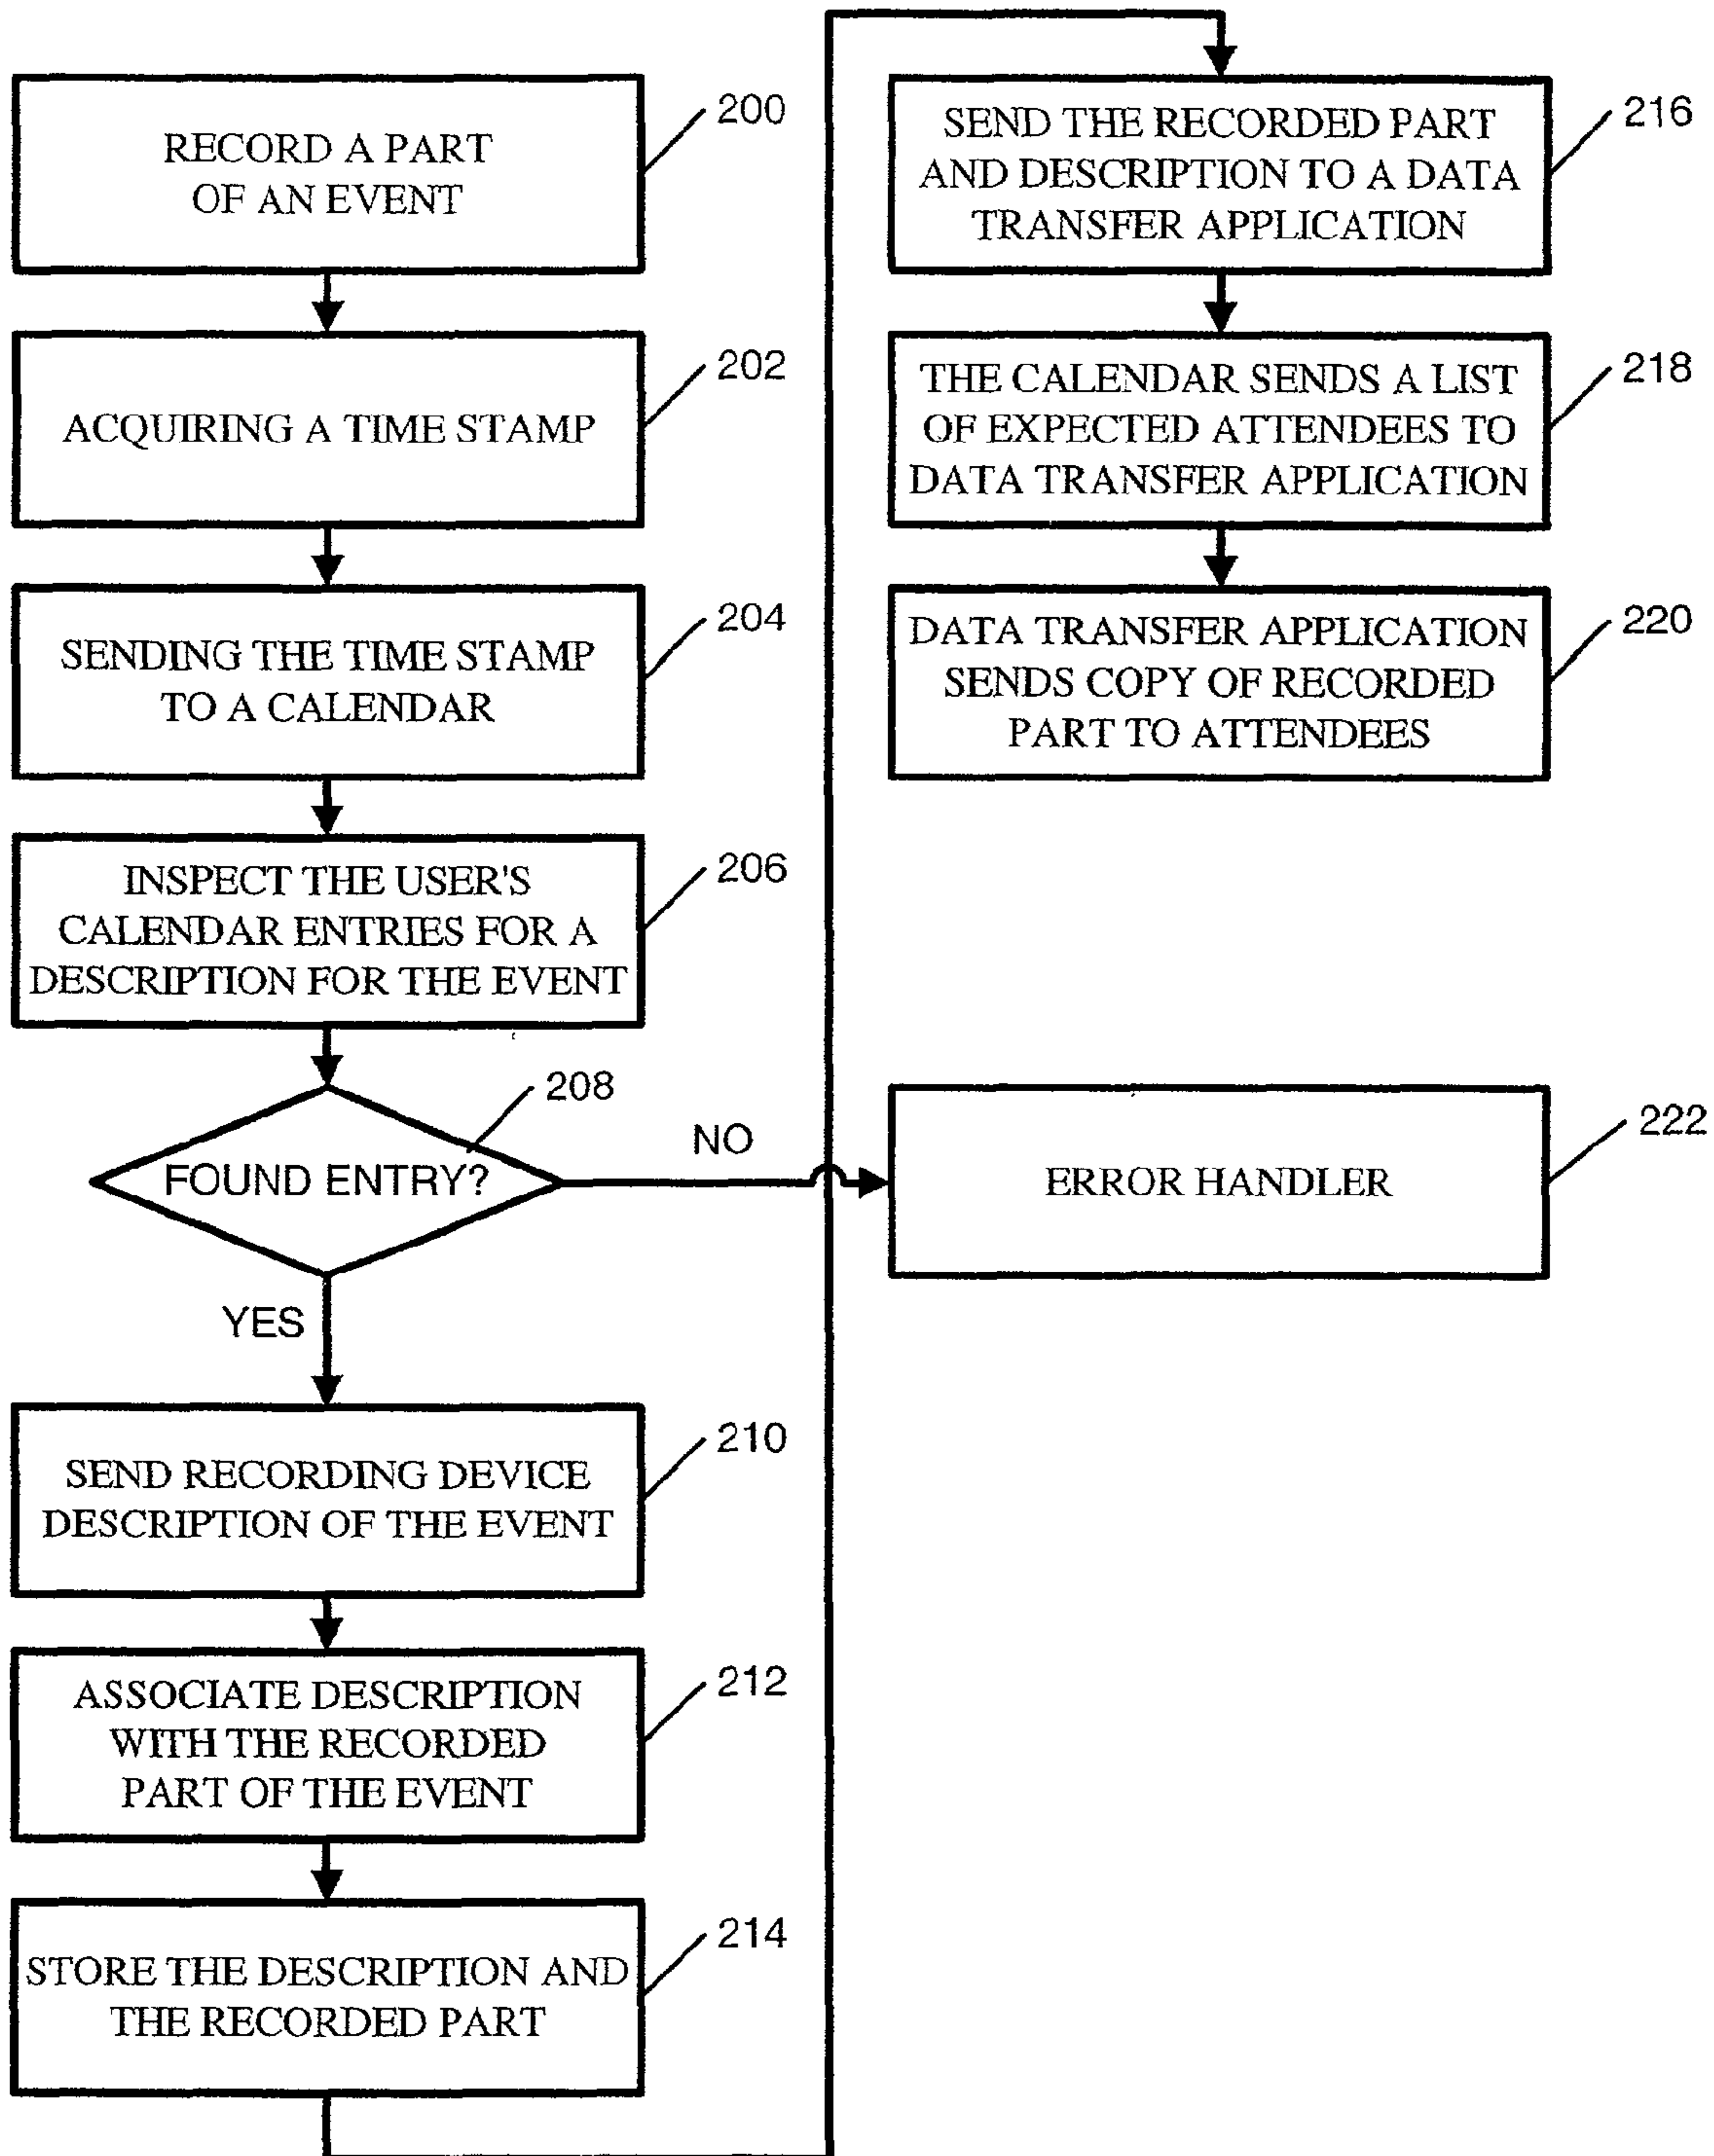 RECORD A PART
OF AN EVENT
200
ACQUIRING A TIME STAMP
202
SENDING THE TIME STAMP
TO A CALENDAR
204
INSPECT THE USER'S
CALENDAR ENTRIES FOR A
DESCRIPTION FOR THE EVENT
206
FOUND ENTRY?
208
NO
YES
SEND RECORDING DEVICE
DESCRIPTION OF THE EVENT
210
ASSOCIATE DESCRIPTION
WITH THE RECORDED
PART OF THE EVENT
212
STORE THE DESCRIPTION AND
THE RECORDED PART
214
SEND THE RECORDED PART
AND DESCRIPTION TO A DATA
TRANSFER APPLICATION
216
THE CALENDAR SENDS A LIST
OF EXPECTED ATTENDEES TO
DATA TRANSFER APPLICATION
218
DATA TRANSFER APPLICATION
SENDS COPY OF RECORDED
PART TO ATTENDEES
220
ERROR HANDLER
222